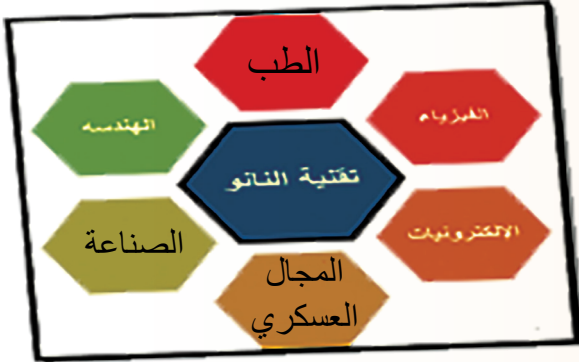 الطب
الفيزياء
الهندسه
تقنية النانو
الإلكترونيات
الصناعة
المجال
العسكري